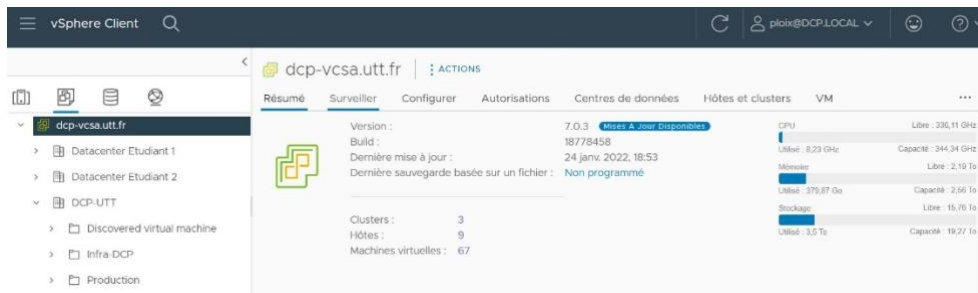 vSphere Client
ploix@DCP.LOCAL
dcp-vcsa.utt.fr
ACTIONS
Résumé Surveiller Configurer Autorisations Centres de données Hôtes et clusters VM ...
dcp-vcsa.utt.fr
Datacenter Etudiant 1
Datacenter Etudiant 2
DCP-UTT
Discovered virtual machine
Infra-DCP
Production
Version : 7.0.3 Mises À Jour Disponibles
Build : 18778458
Dernière mise à jour : 24 janv. 2022, 18:53
Dernière sauvegarde basée sur un fichier : Non programmé
Clusters : 3
Hôtes : 9
Machines virtuelles : 67
CPU Libre : 336,11 GHz
Utilisé : 8,23 GHz Capacité : 344,34 GHz
Mémoire Libre : 2,19 To
Utilisé : 379,87 Go Capacité : 2,56 To
Stockage Libre : 15,76 To
Utilisé : 3,5 To Capacité : 19,27 To